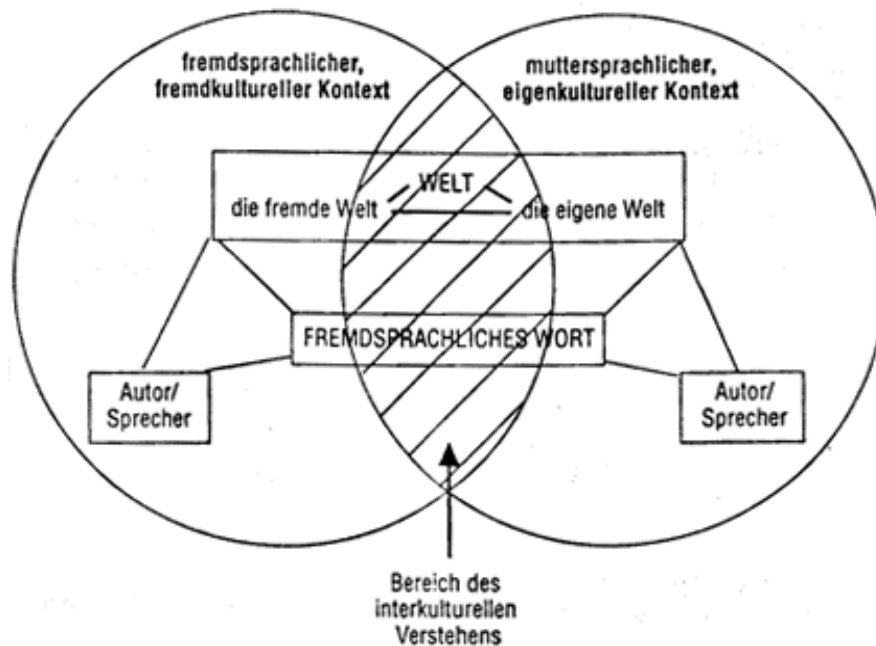 fremdsprachlicher,
fremdkultureller Kontext
muttersprachlicher,
eigenkultureller Kontext
WELT
die fremde Welt
die eigene Welt
FREMDSPRACHLICHES WORT
Autor/
Sprecher
Autor/
Sprecher
Bereich des
interkulturellen
Verstehens